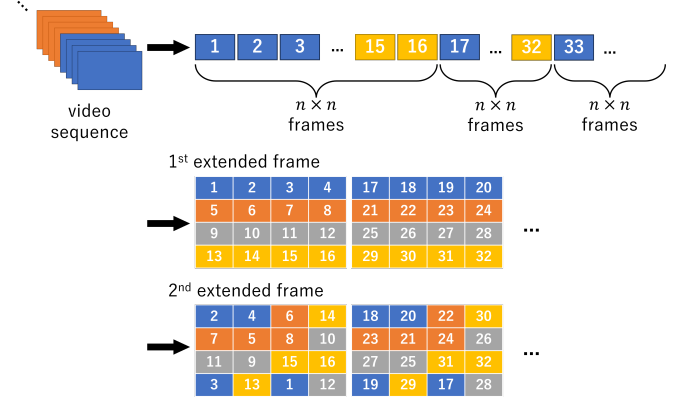 1 2 3 ... 15 16 17 ... 32 33 ...
video
sequence
n × n
frames
n × n
frames
n × n
frames
1st extended frame
1 2 3 4 17 18 19 20
5 6 7 8 21 22 23 24
9 10 11 12 25 26 27 28
13 14 15 16 29 30 31 32
...
2nd extended frame
2 4 6 14 18 20 22 30
7 5 8 10 23 21 24 26
11 9 15 16 27 25 31 32
3 13 1 12 19 29 17 28
...